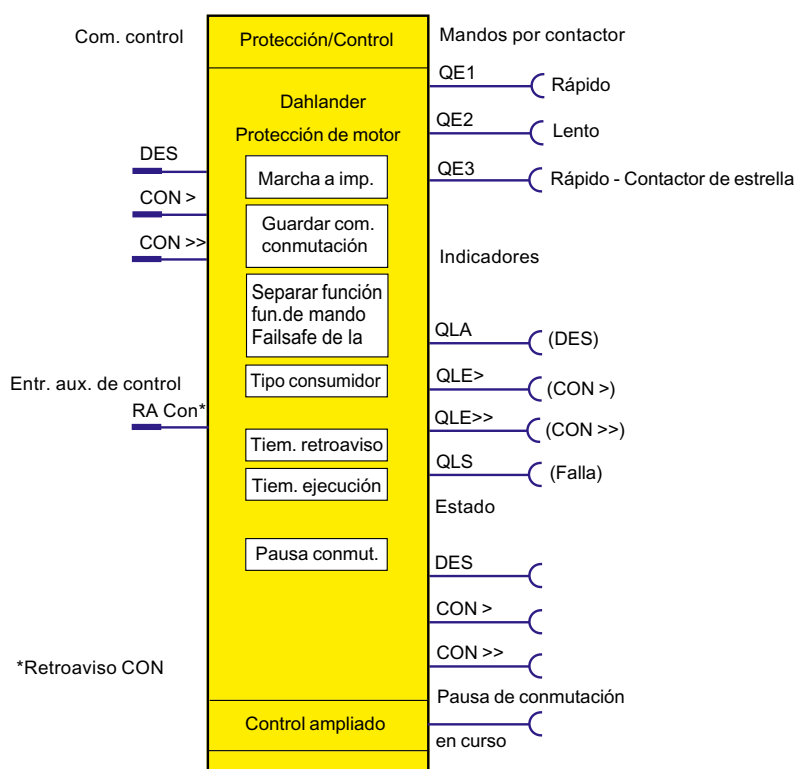 Com. control
Protección/Control
Mandos por contactor
QE1
Rápido
Dahlander
QE2
Lento
Protección de motor
DES
QE3
Marcha a imp.
Rápido - Contactor de estrella
CON >
Guardar com.
conmutación
CON >>
Indicadores
Separar función
fun.de mando
Failsafe de la
QLA
(DES)
Entr. aux. de control
Tipo consumidor
QLE>
(CON >)
RA Con*
QLE>>
(CON >>)
Tiem. retroaviso
QLS
(Falla)
Tiem. ejecución
Estado
Pausa conmut.
DES
CON >
CON >>
*Retroaviso CON
Pausa de conmutación
Control ampliado
en curso